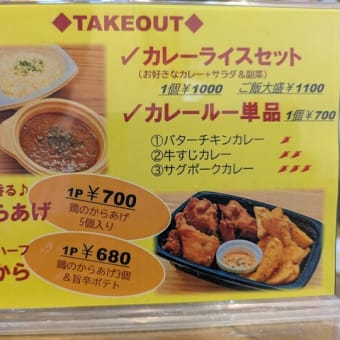 ◆TAKEOUT◆
✓カレーライスセット
（お好きなカレー+サラダ&副菜）
1個￥1000 ご飯大盛￥1100
✓カレールー単品 1個￥700
①バターチキンカレー
②牛すじカレー
③サグポークカレー
る♪
らあげ
1P￥700
鶏のからあげ
5個入り
ハーフ
から
1P￥680
鶏のからあげ3個
&旨辛ポテト